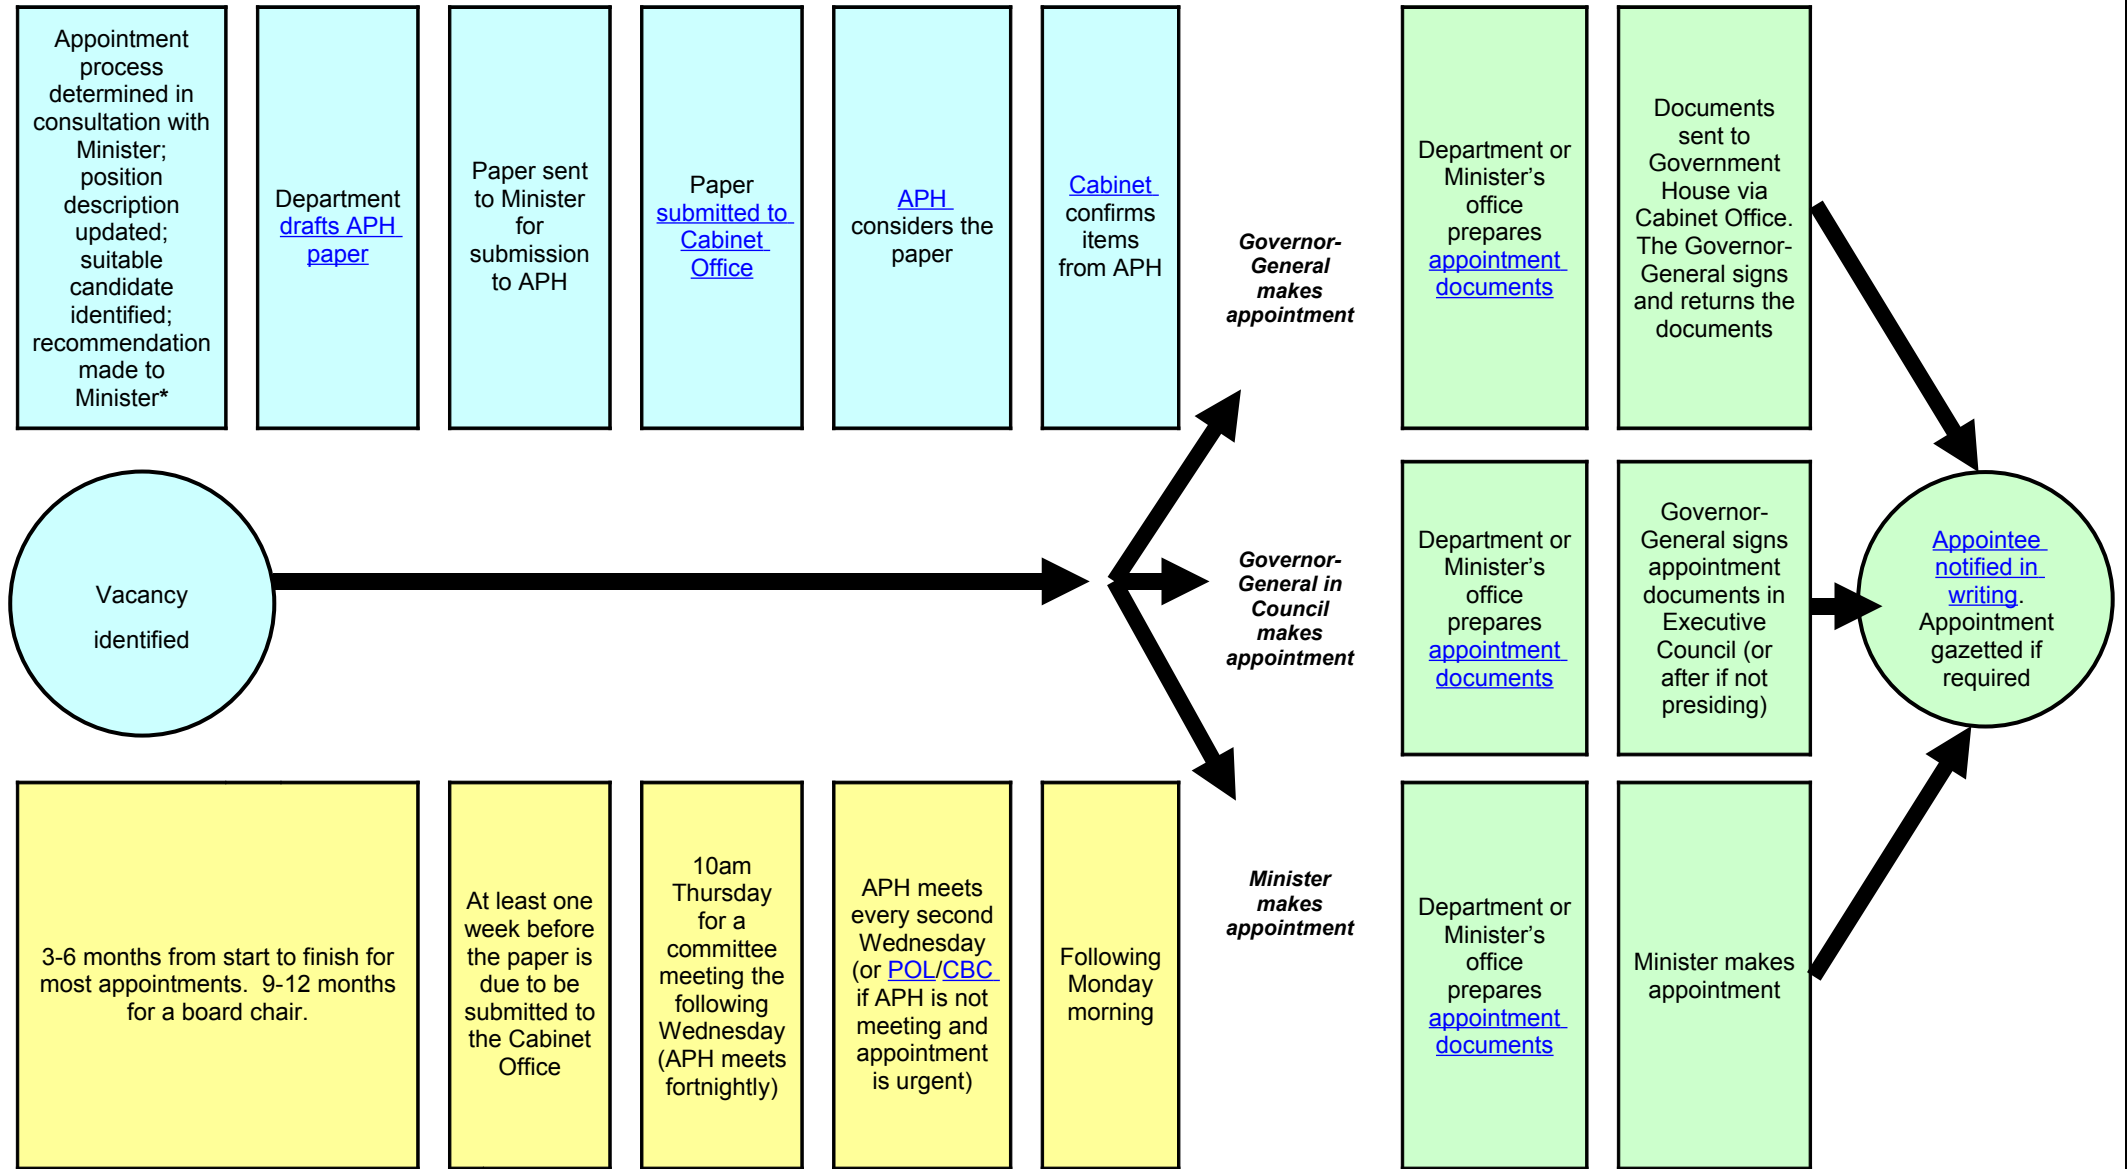 Appointment
process
determined in
consultation with
Minister;
position
description
updated;
suitable
candidate
identified;
recommendation
made to
Minister*
Department
drafts APH
paper
Paper sent
to Minister
for
submission
to APH
Paper
submitted to
Cabinet
Office
APH
considers the
paper
Cabinet
confirms
items
from APH
Governor-
General
makes
appointment
Department or
Minister’s
office
prepares
appointment
documents
Documents
sent to
Government
House via
Cabinet Office.
The Governor-
General signs
and returns the
documents
Vacancy
identified
Governor-
General in
Council
makes
appointment
Department or
Minister’s
office
prepares
appointment
documents
Governor-
General signs
appointment
documents in
Executive
Council (or
after if not
presiding)
Appointee
notified in
writing.
Appointment
gazetted if
required
3-6 months from start to finish for
most appointments.  9-12 months
for a board chair.
At least one
week before
the paper is
due to be
submitted to
the Cabinet
Office
10am
Thursday
for a
committee
meeting the
following
Wednesday
(APH meets
fortnightly)
APH meets
every second
Wednesday
(or POL/CBC
if APH is not
meeting and
appointment
is urgent)
Following
Monday
morning
Minister
makes
appointment
Department or
Minister’s
office
prepares
appointment
documents
Minister makes
appointment